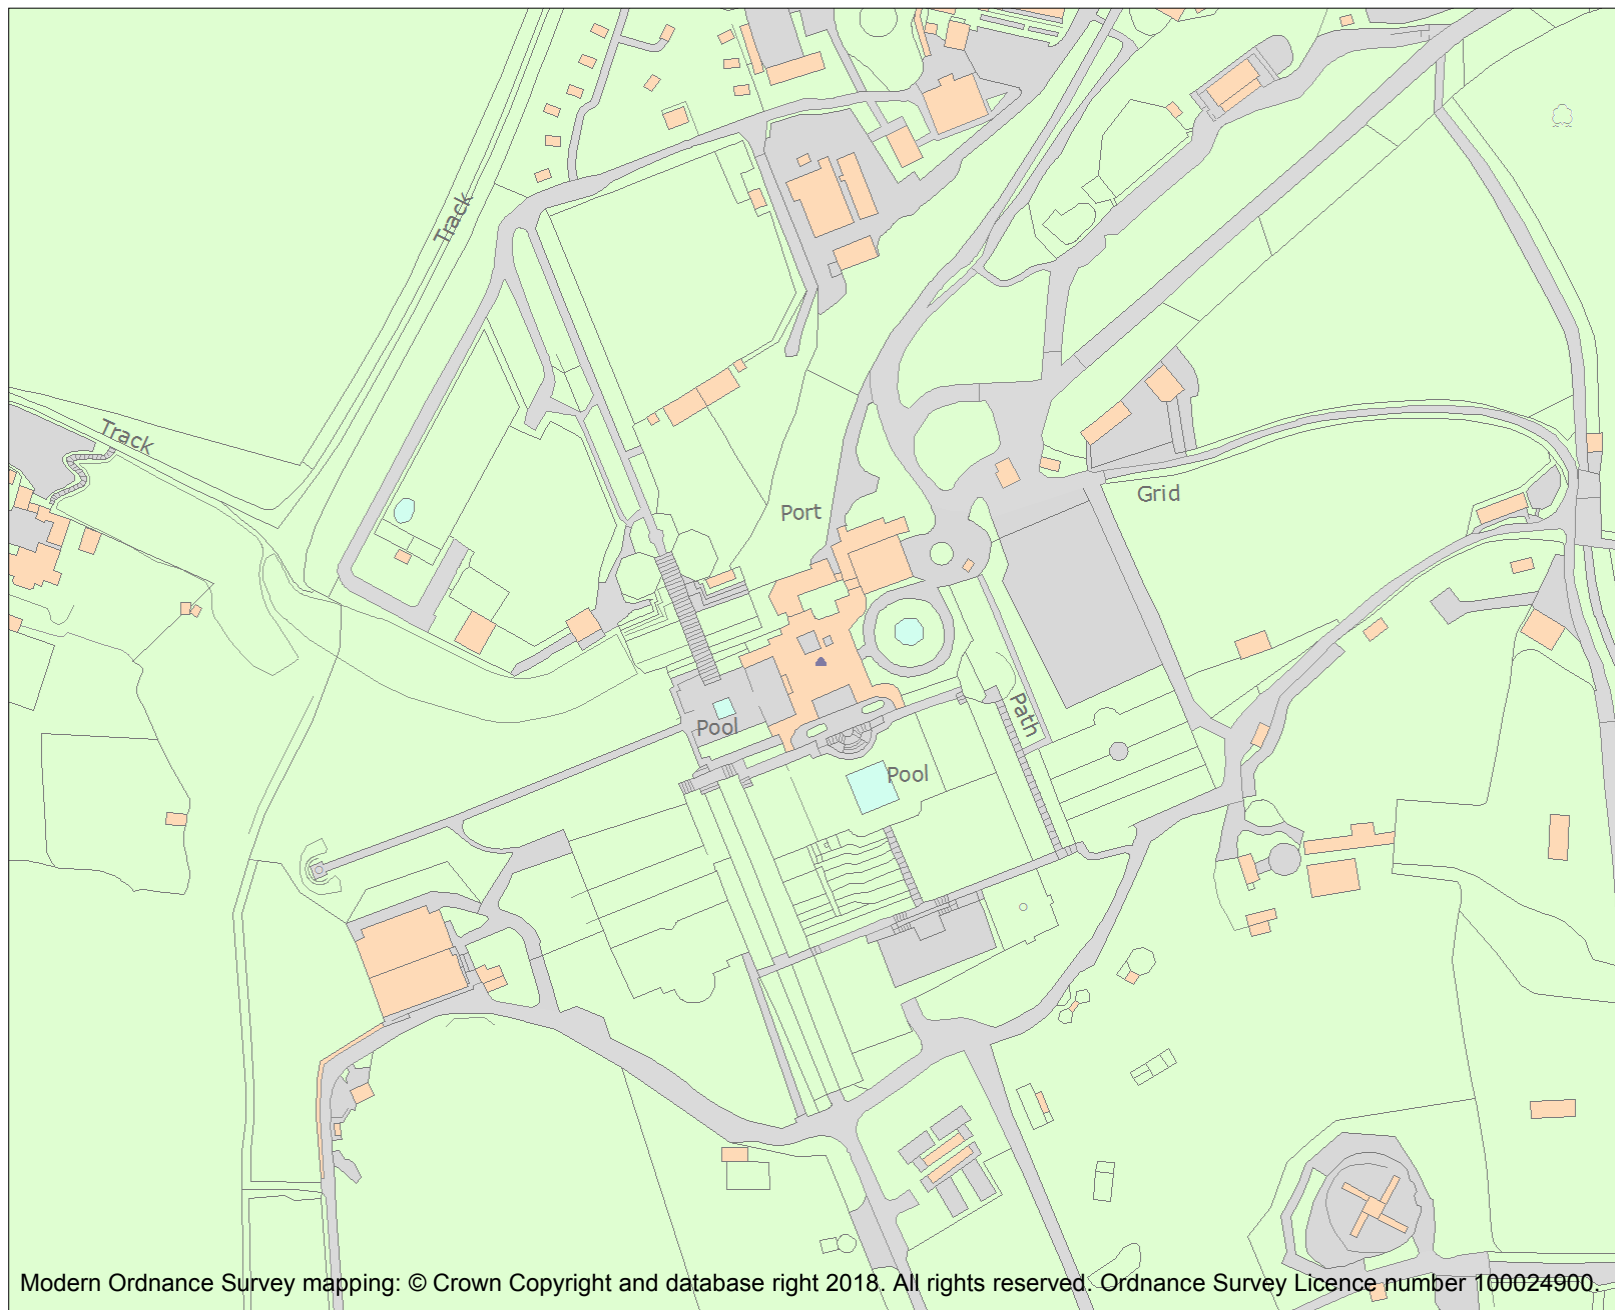 Track
Track
Grid
Port
Path
Pool
Pool
Modern Ordnance Survey mapping: © Crown Copyright and database right 2018. All rights reserved. Ordnance Survey Licence number 100024900.